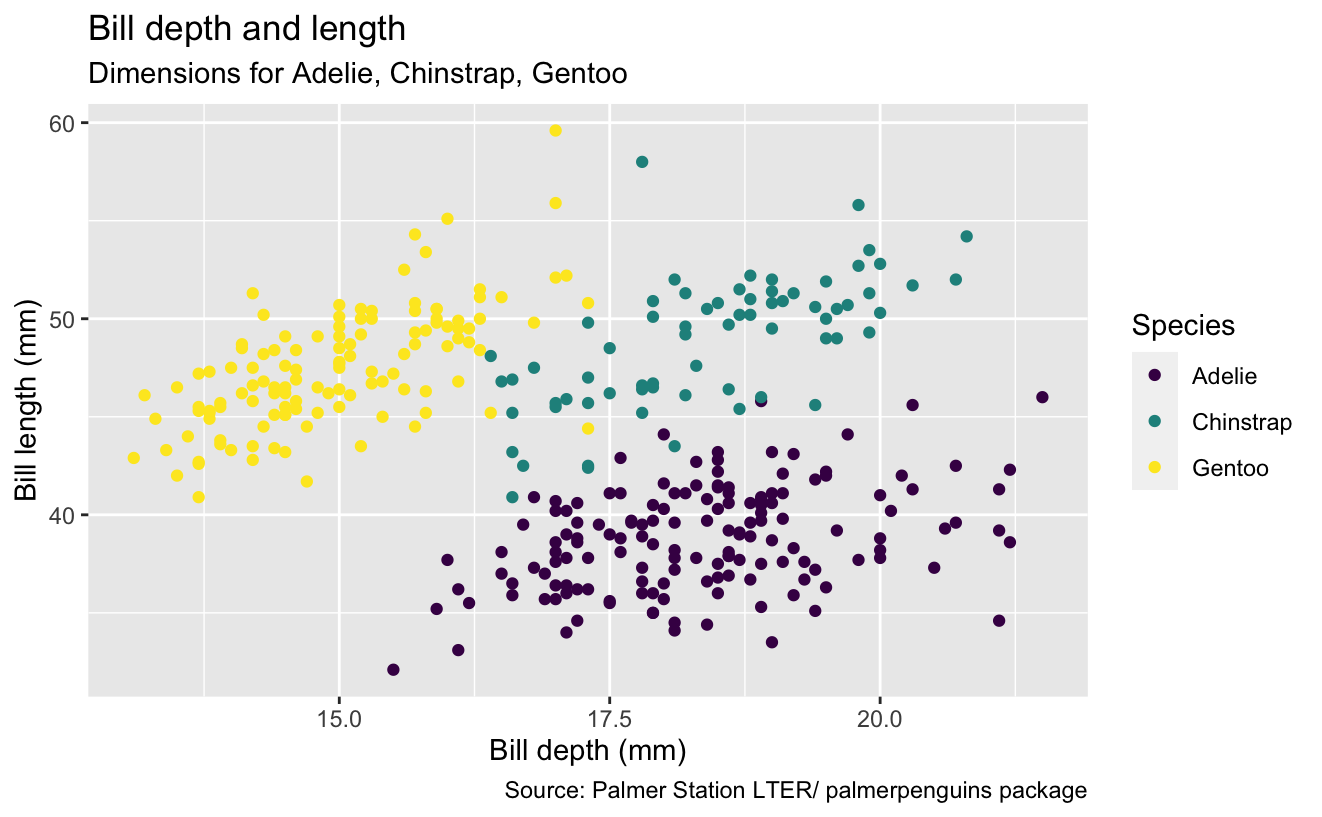 Bill depth and length
Dimensions for Adelie, Chinstrap, Gentoo
60
50
40
Bill length (mm)
15.0 17.5 20.0
Bill depth (mm)
Species
Adelie
Chinstrap
Gentoo
Source: Palmer Station LTER/ palmerpenguins package